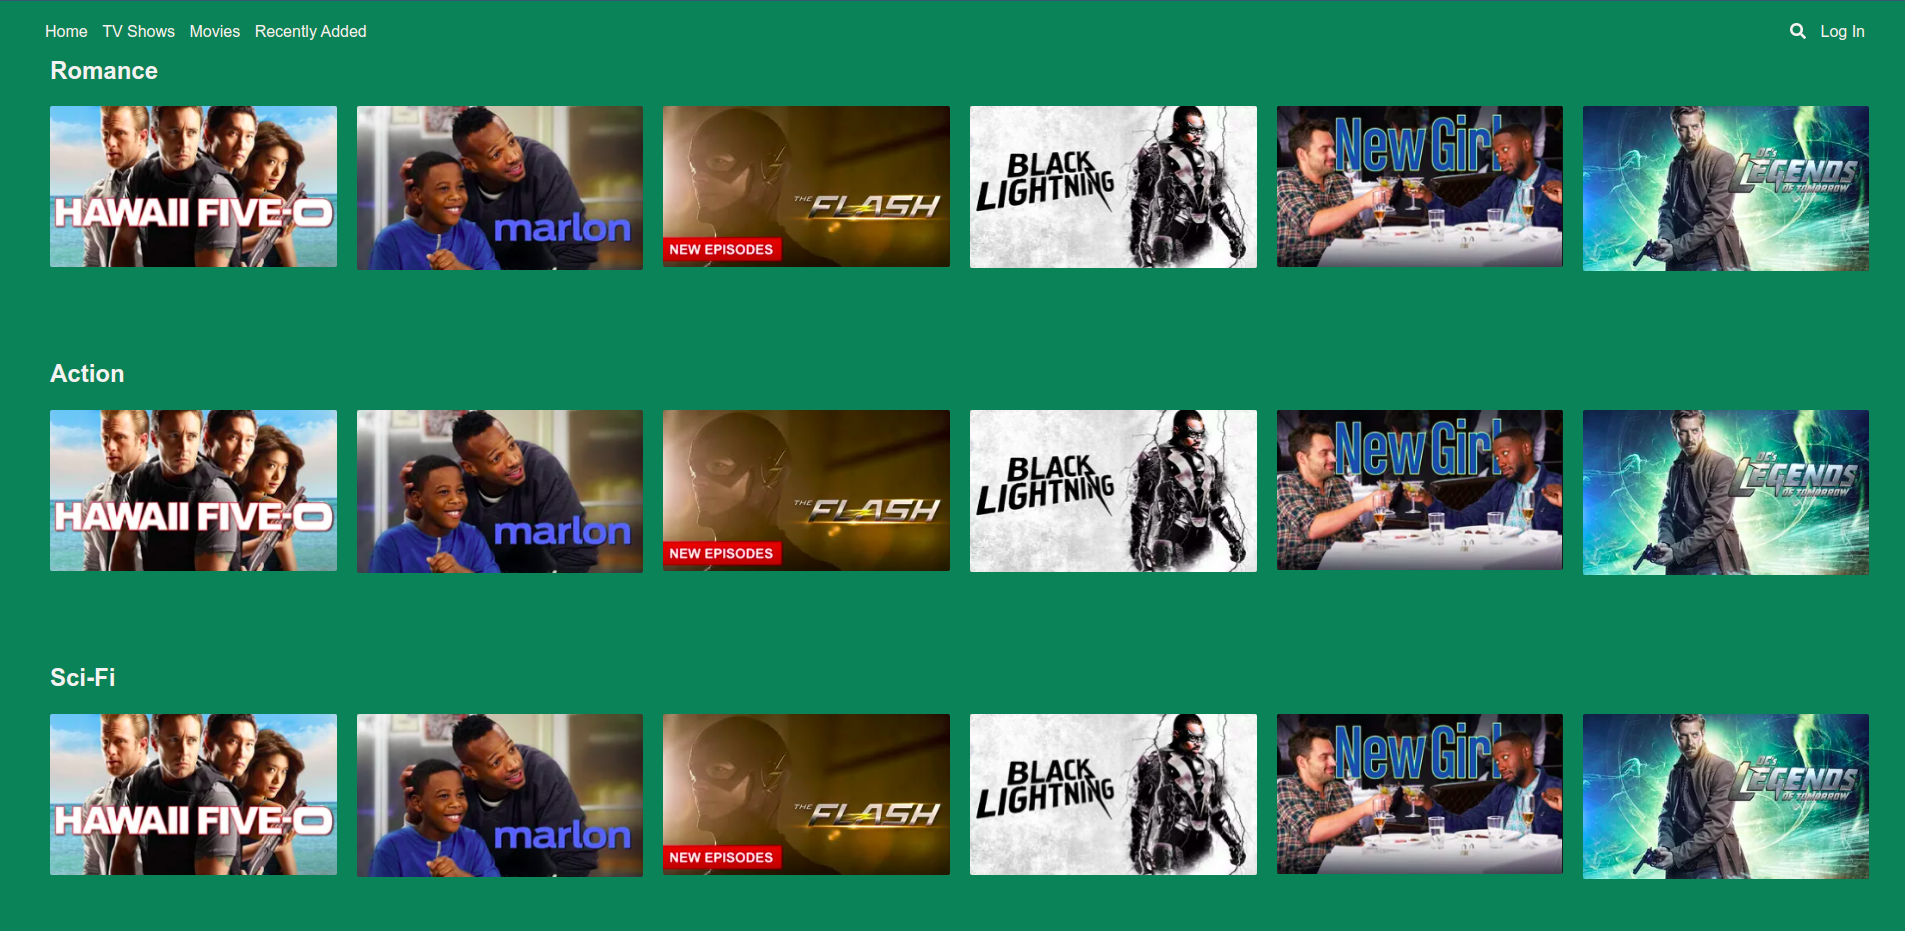 Home TV Shows Movies Recently Added Log In
Romance
HAWAII FIVE-O
marlon
THE FLASH
NEW EPISODES
BLACK
LIGHTNING
New Girl
DC's
LEGENDS
OF TOMORROW
Action
HAWAII FIVE-O
marlon
THE FLASH
NEW EPISODES
BLACK
LIGHTNING
New Girl
DC's
LEGENDS
OF TOMORROW
Sci-Fi
HAWAII FIVE-O
marlon
THE FLASH
NEW EPISODES
BLACK
LIGHTNING
New Girl
DC's
LEGENDS
OF TOMORROW